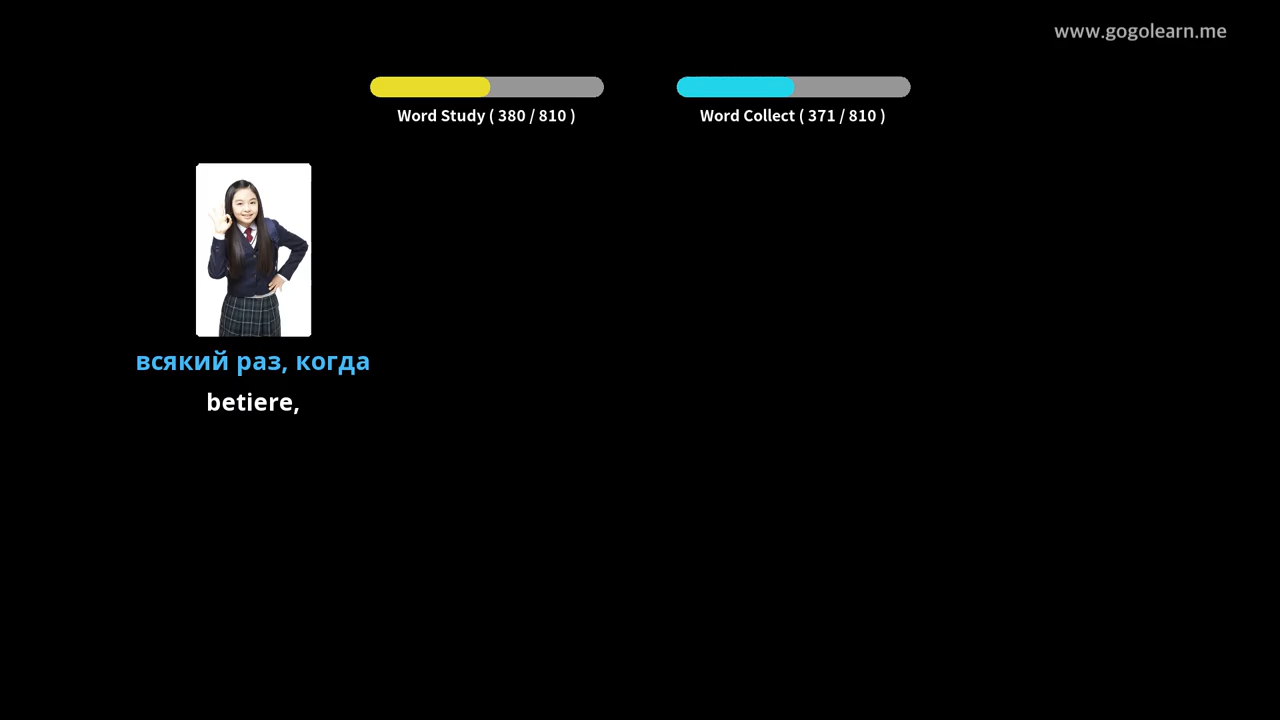 www.gogolearn.me
Word Study ( 380 / 810 )
Word Collect ( 371 / 810 )
всякий раз, когда
betiere,